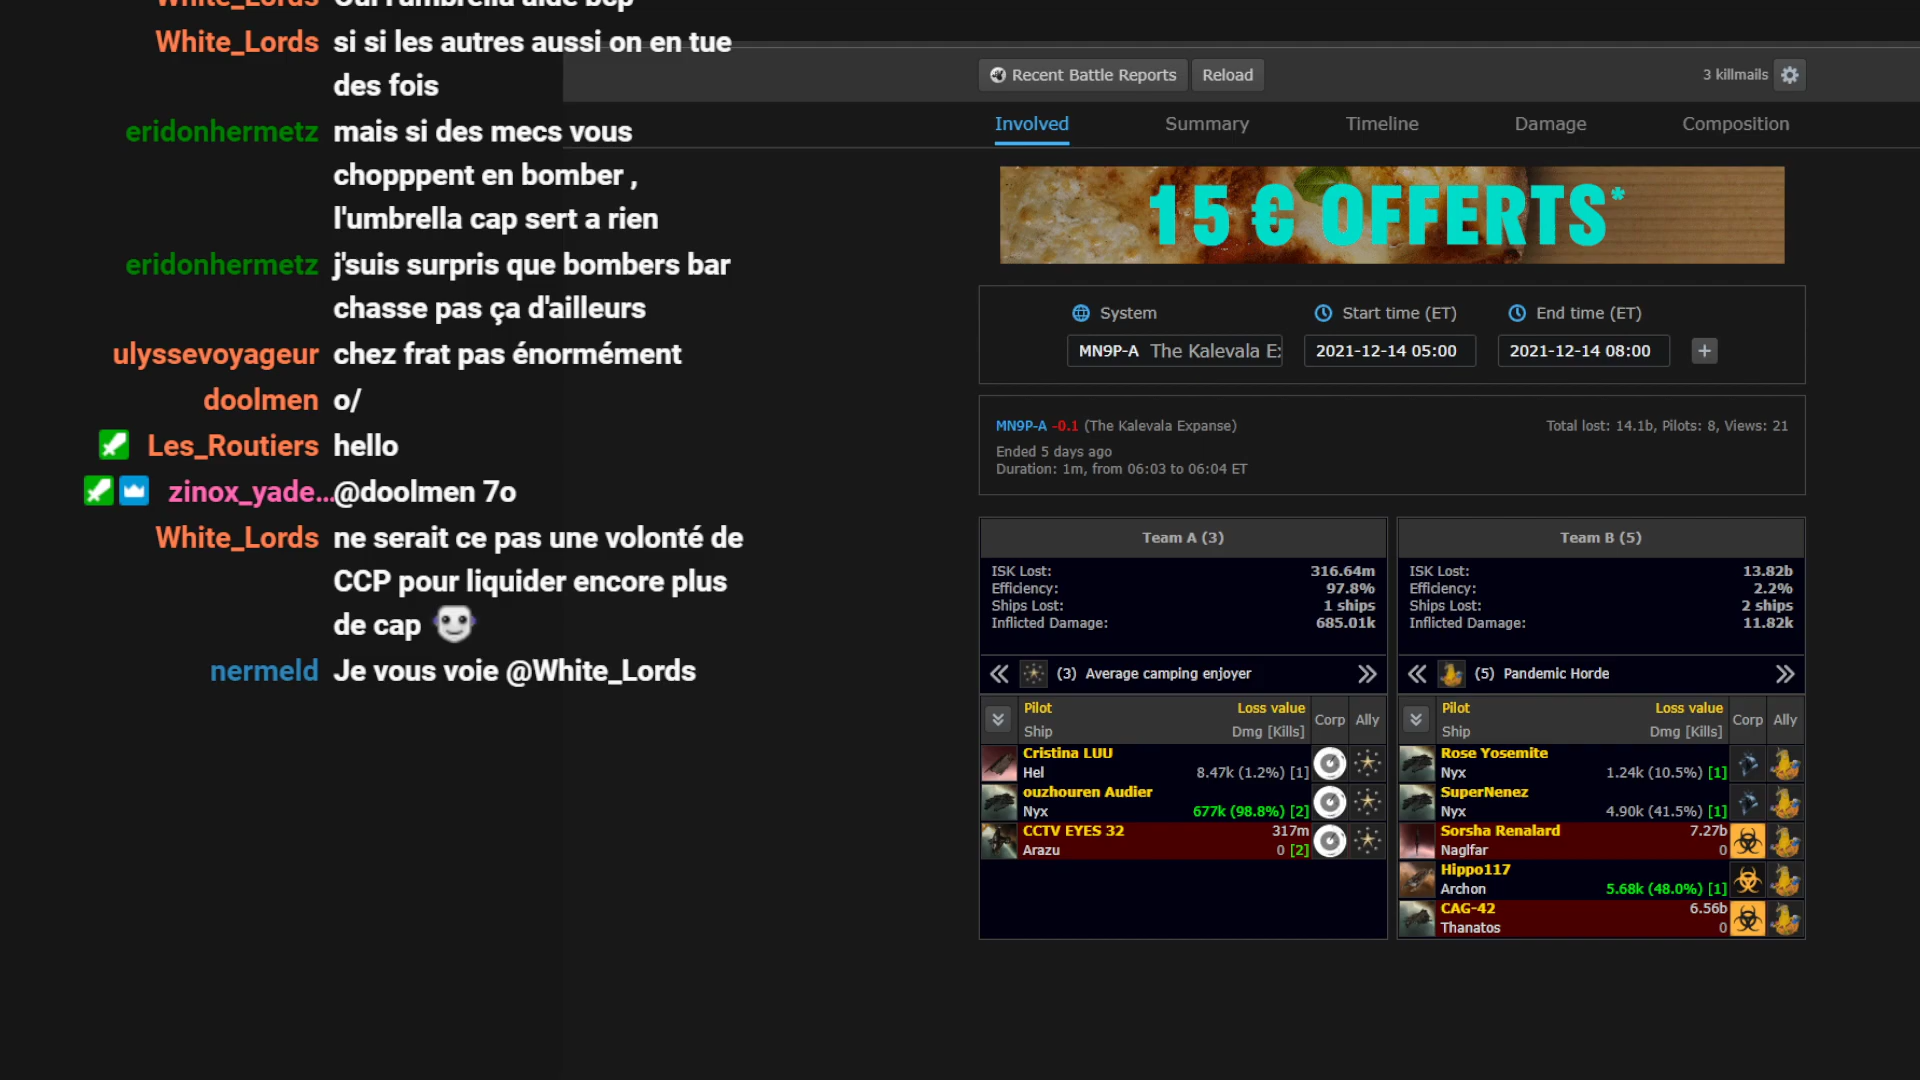 White_Lords Oui l'umbrella aide bcp
White_Lords si si les autres aussi on en tue
des fois
eridonhermetz mais si des mecs vous
chopppent en bomber ,
l'umbrella cap sert a rien
eridonhermetz j'suis surpris que bombers bar
chasse pas ça d'ailleurs
ulyssevoyageur chez frat pas énormément
doolmen o/
Les_Routiers hello
zinox_yade... @doolmen 7o
White_Lords ne serait ce pas une volonté de
CCP pour liquider encore plus
de cap
nermeld Je vous voie @White_Lords
Recent Battle Reports Reload 3 killmails
Involved Summary Timeline Damage Composition
15 € OFFERTS*
System Start time (ET) End time (ET)
MN9P-A The Kalevala Ex 2021-12-14 05:00 2021-12-14 08:00 +
MN9P-A -0.1 (The Kalevala Expanse) Total lost: 14.1b, Pilots: 8, Views: 21
Ended 5 days ago
Duration: 1m, from 06:03 to 06:04 ET
Team A (3)
ISK Lost: 316.64m
Efficiency: 97.8%
Ships Lost: 1 ships
Inflicted Damage: 685.01k
(3) Average camping enjoyer
Pilot Loss value Corp Ally
Ship Dmg [Kills]
Cristina LUU
Hel 8.47k (1.2%) [1]
ouzhouren Audier
Nyx 677k (98.8%) [2]
CCTV EYES 32 317m
Arazu 0 [2]
Team B (5)
ISK Lost: 13.82b
Efficiency: 2.2%
Ships Lost: 2 ships
Inflicted Damage: 11.82k
(5) Pandemic Horde
Pilot Loss value Corp Ally
Ship Dmg [Kills]
Rose Yosemite
Nyx 1.24k (10.5%) [1]
SuperNenez
Nyx 4.90k (41.5%) [1]
Sorsha Renalard 7.27b
Naglfar 0
Hippo117
Archon 5.68k (48.0%) [1]
CAG-42 6.56b
Thanatos 0